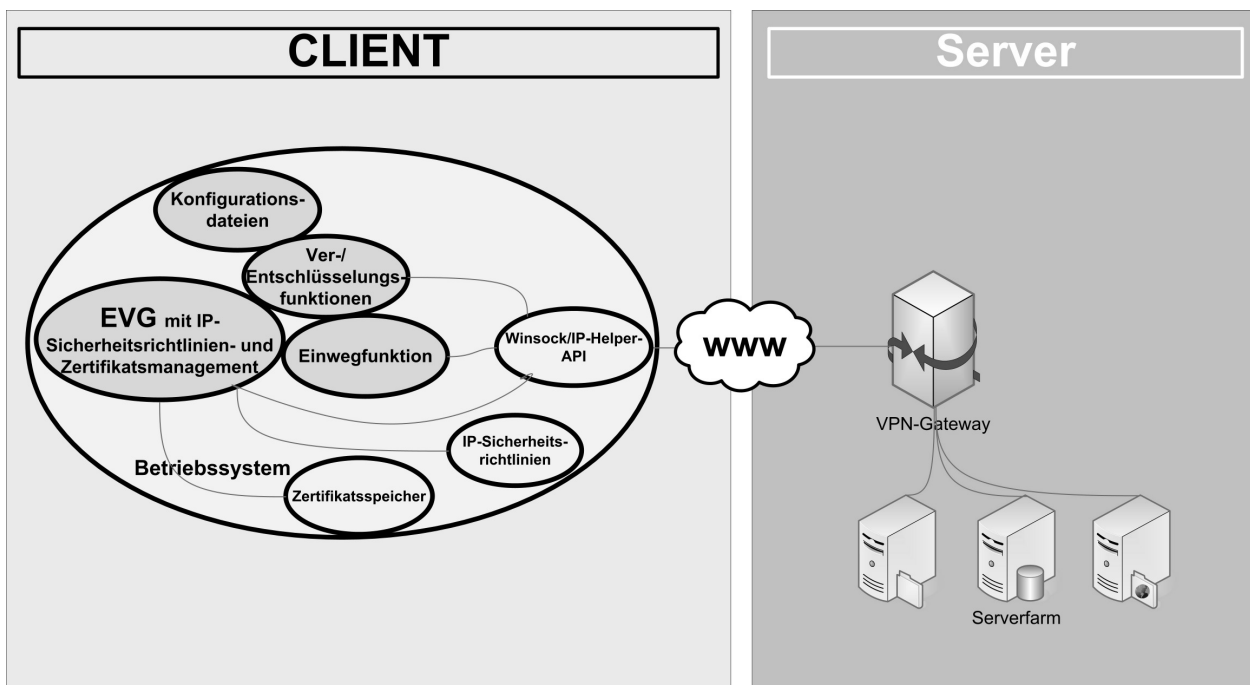 CLIENT
Server
Konfigurations-
dateien
Ver-/
Entschlüsselungs-
funktionen
EVG mit IP-
Sicherheitsrichtlinien- und
Zertifikatsmanagement
Einwegfunktion
Winsock/IP-Helper-
API
www
VPN-Gateway
IP-Sicherheits-
richtlinien
Betriebssystem
Zertifikatsspeicher
Serverfarm